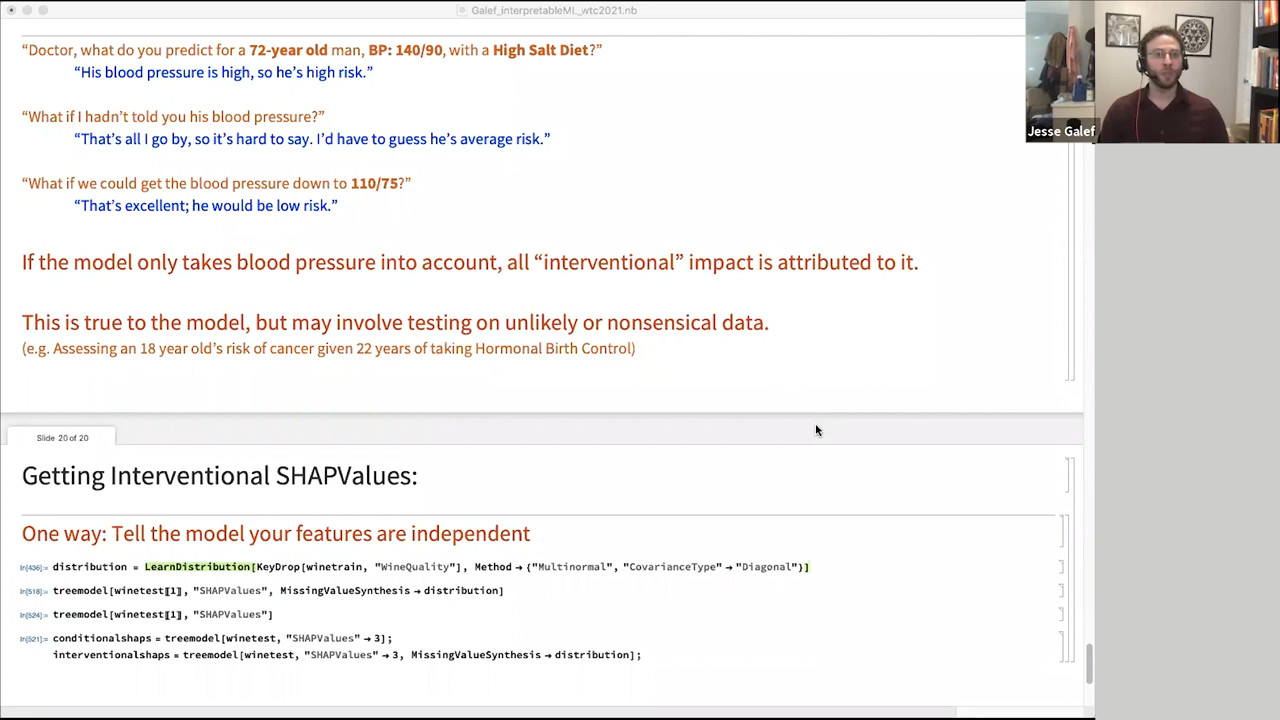 Galef_interpretableML_wtc2021.nb
“Doctor, what do you predict for a 72-year old man, BP: 140/90, with a High Salt Diet?”
“His blood pressure is high, so he’s high risk.”
“What if I hadn’t told you his blood pressure?”
“That’s all I go by, so it’s hard to say. I’d have to guess he’s average risk.”
“What if we could get the blood pressure down to 110/75?”
“That’s excellent; he would be low risk.”
If the model only takes blood pressure into account, all “interventional” impact is attributed to it.
This is true to the model, but may involve testing on unlikely or nonsensical data.
(e.g. Assessing an 18 year old’s risk of cancer given 22 years of taking Hormonal Birth Control)
Jesse Galef
Slide 20 of 20
Getting Interventional SHAPValues:
One way: Tell the model your features are independent
In[436]:= distribution = LearnDistribution[KeyDrop[winetrain, "WineQuality"], Method → {"Multinormal", "CovarianceType" → "Diagonal"}]
In[518]:= treemodel[winetest〚1〛, "SHAPValues", MissingValueSynthesis → distribution]
In[524]:= treemodel[winetest〚1〛, "SHAPValues"]
In[521]:= conditionalshaps = treemodel[winetest, "SHAPValues" → 3];
interventionalshaps = treemodel[winetest, "SHAPValues" → 3, MissingValueSynthesis → distribution];